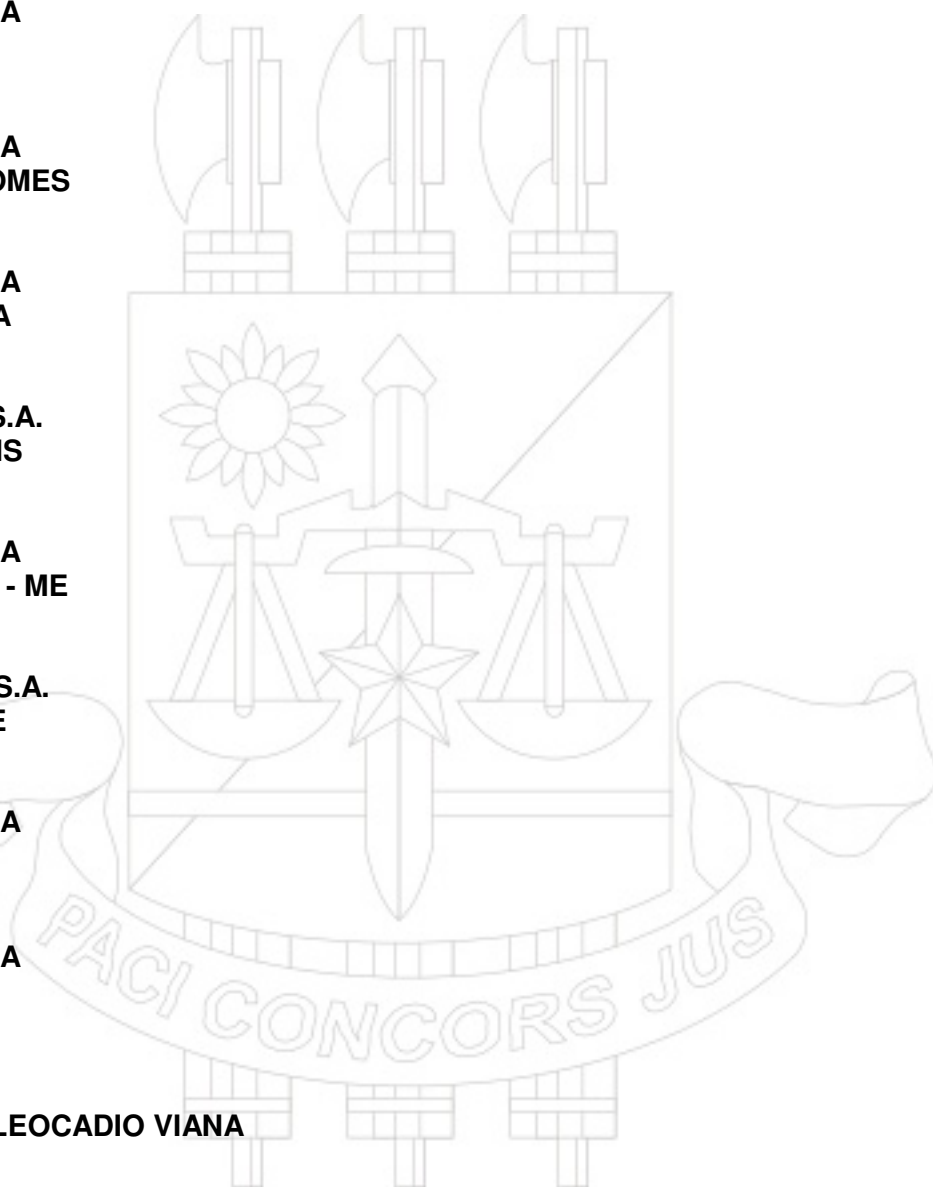 A
A
OMES
A
A
S.A.
IS
A
- ME
S.A.
E
A
A
PACI CONCORS JUS
LEOCADIO VIANA